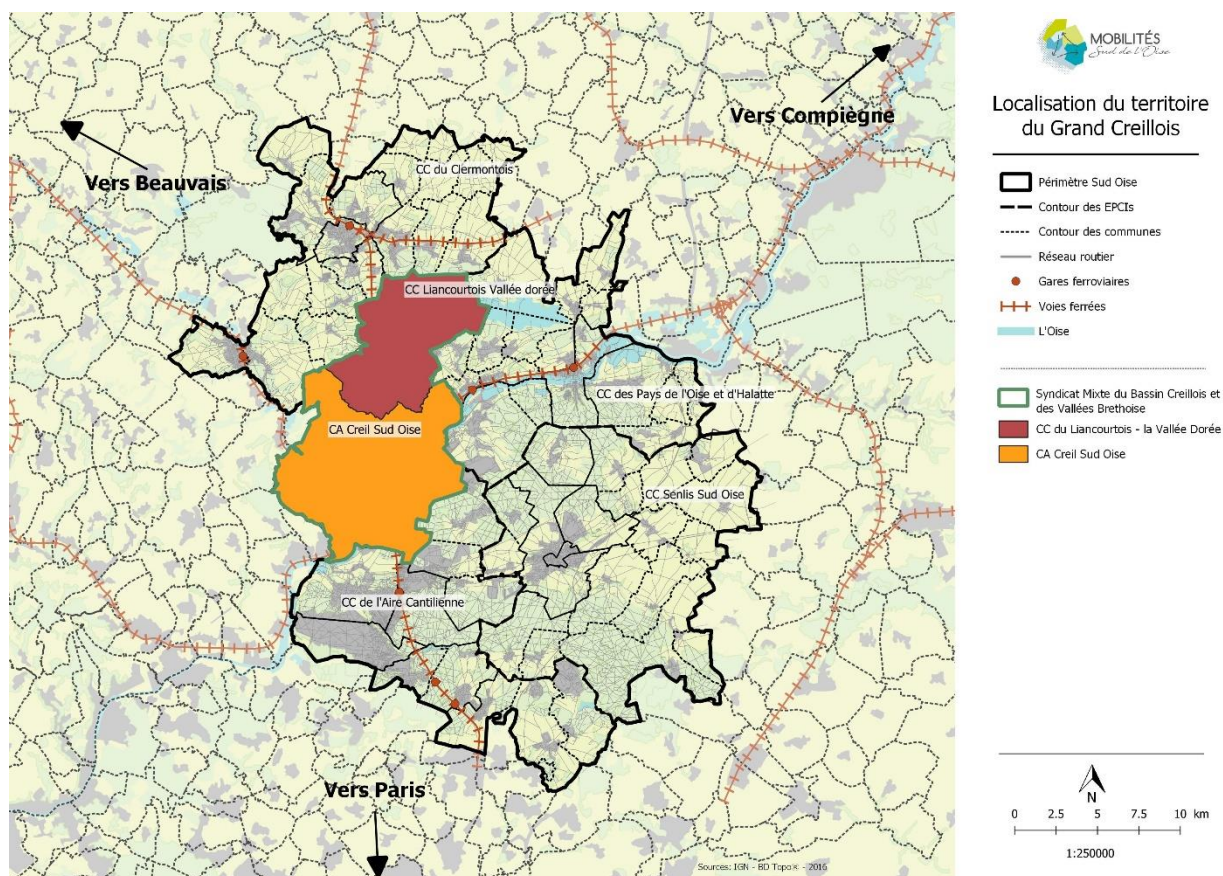 Vers Compiègne
Vers Beauvais
CC du Clermontois
CC Liancourtois Vallée dorée
CC des Pays de l'Oise et d'Halatte
CA Creil Sud Oise
CC Senlis Sud Oise
CC de l'Aire Cantilienne
Vers Paris
Sources: IGN - BD Topo® - 2016
MOBILITÉS
Sud de l'Oise
Localisation du territoire
du Grand Creillois
Périmètre Sud Oise
Contour des EPCIs
Contour des communes
Réseau routier
Gares ferroviaires
Voies ferrées
L'Oise
Syndicat Mixte du Bassin Creillois et
des Vallées Brethoise
CC du Liancourtois - la Vallée Dorée
CA Creil Sud Oise
N
0 2.5 5 7.5 10 km
1:250000